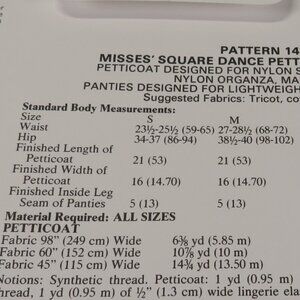 PATTERN 14
MISSES' SQUARE DANCE PETT
PETTICOAT DESIGNED FOR NYLON S
NYLON ORGANZA, MA
PANTIES DESIGNED FOR LIGHTWEIGH
Suggested Fabrics: Tricot, co
Standard Body Measurements:
Size S M
Waist 23½-25½ (59-65) 27-28½ (68-72)
Hip 34-37 (86-94) 38½-40 (98-102)
Finished Length of
Petticoat 21 (53) 21 (53)
Finished Width of
Petticoat 16 (14.70) 16 (14.70)
Finished Inside Leg
Seam of Panties 5 (13) 5 (13)
Material Required: ALL SIZES
PETTICOAT
Fabric 98" (249 cm) Wide 6⅜ yd (5.85 m)
Fabric 60" (152 cm) Wide 10⅞ yd (10 m)
Fabric 45" (115 cm) Wide 14¾ yd (13.50 m)
Notions: Synthetic thread. Petticoat: 1 yd (0.95 m)
thread, 1 yd (0.95 m) of ½" (1.3 cm) wide lingerie ela